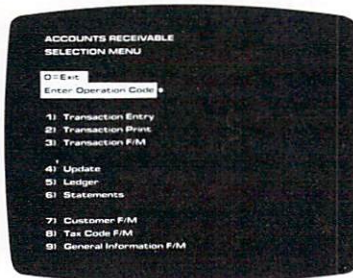 ACCOUNTS RECEIVABLE
SELECTION MENU
0=Exit
Enter Operation Code
1) Transaction Entry
2) Transaction Print
3) Transaction F/M
4) Update
5) Ledger
6) Statements
7) Customer F/M
8) Tax Code F/M
9) General Information F/M